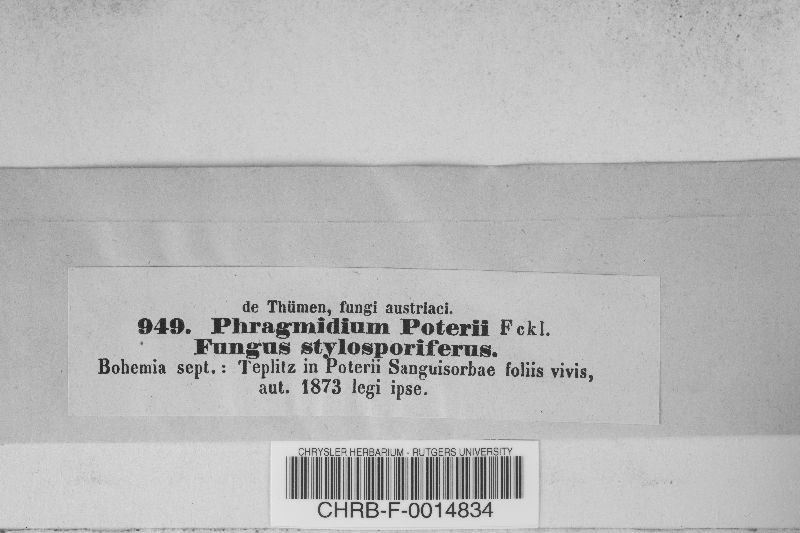 de Thümen, fungi austriaci.
949. Phragmidium Poterii Fckl.
Fungus stylosporiferus.
Bohemia sept.: Teplitz in Poterii Sanguisorbae foliis vivis,
aut. 1873 legi ipse.
CHRYSLER HERBARIUM - RUTGERS UNIVERSITY
CHRB-F-0014834